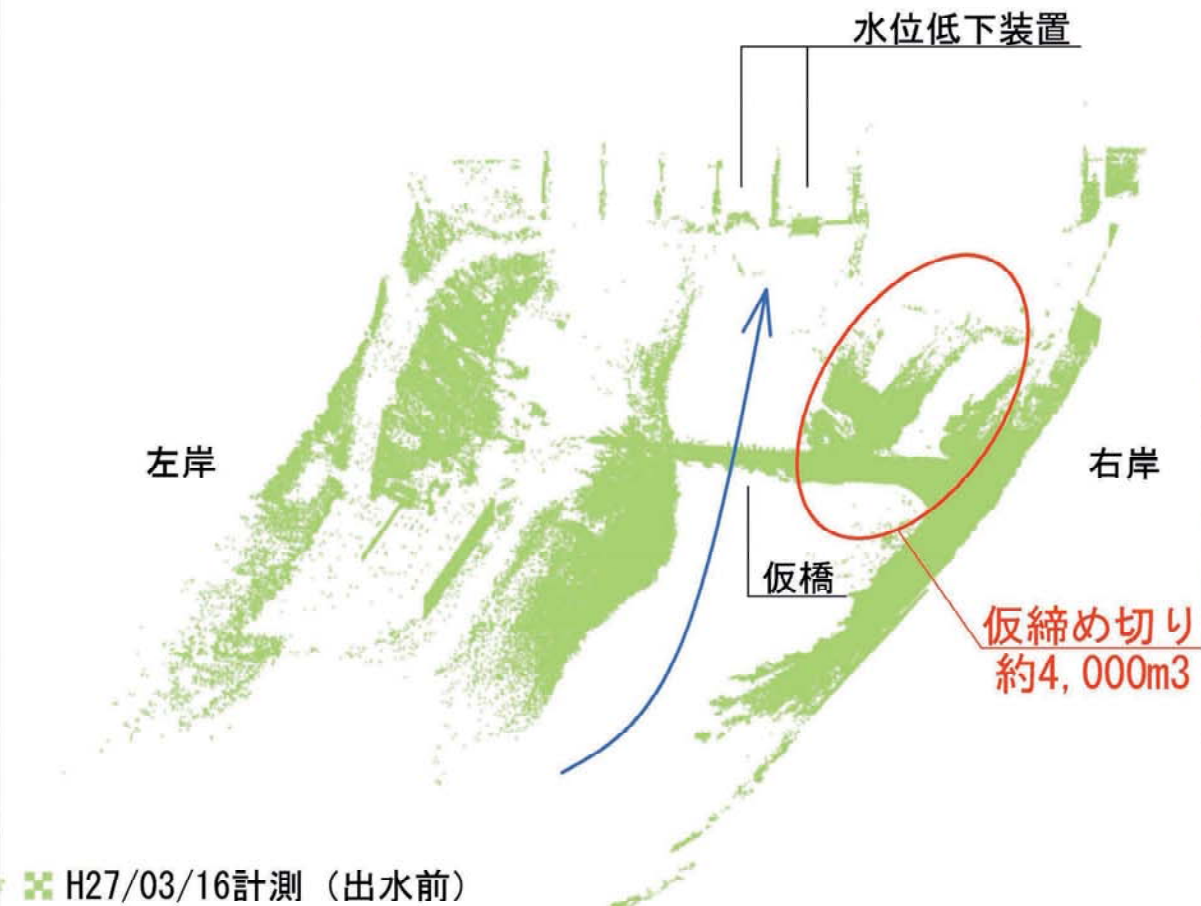 水位低下装置
左岸
右岸
仮橋
仮締め切り
約4,000m3
H27/03/16計測（出水前）